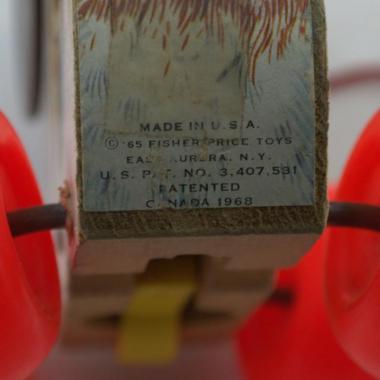 MADE IN U.S.A.
© '65 FISHER PRICE TOYS
EAST AURORA, N.Y.
U.S. PAT. NO. 3,407,531
PATENTED
CANADA 1968